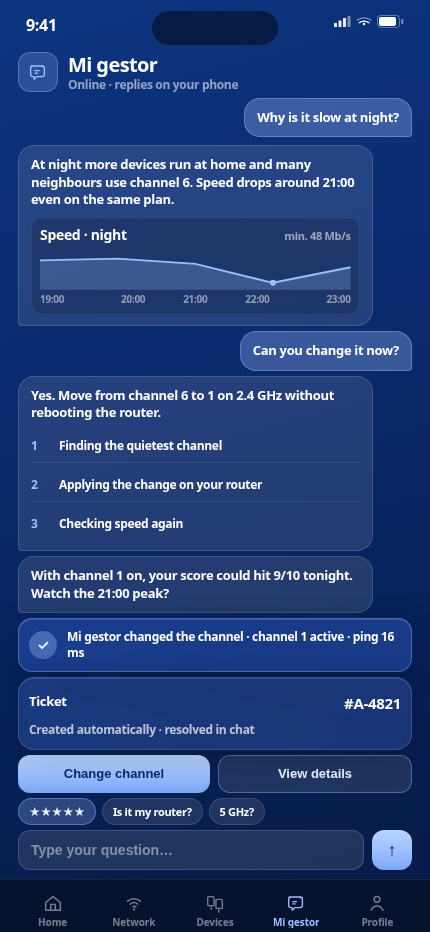 9:41
Mi gestor
Online · replies on your phone
Why is it slow at night?
At night more devices run at home and many
neighbours use channel 6. Speed drops around 21:00
even on the same plan.
Speed · night
min. 48 Mb/s
19:00 20:00 21:00 22:00 23:00
Can you change it now?
Yes. Move from channel 6 to 1 on 2.4 GHz without
rebooting the router.
1 Finding the quietest channel
2 Applying the change on your router
3 Checking speed again
With channel 1 on, your score could hit 9/10 tonight.
Watch the 21:00 peak?
Mi gestor changed the channel · channel 1 active · ping 16
ms
Ticket
#A-4821
Created automatically · resolved in chat
Change channel
View details
★★★★★
Is it my router?
5 GHz?
Type your question…
↑
Home
Network
Devices
Mi gestor
Profile